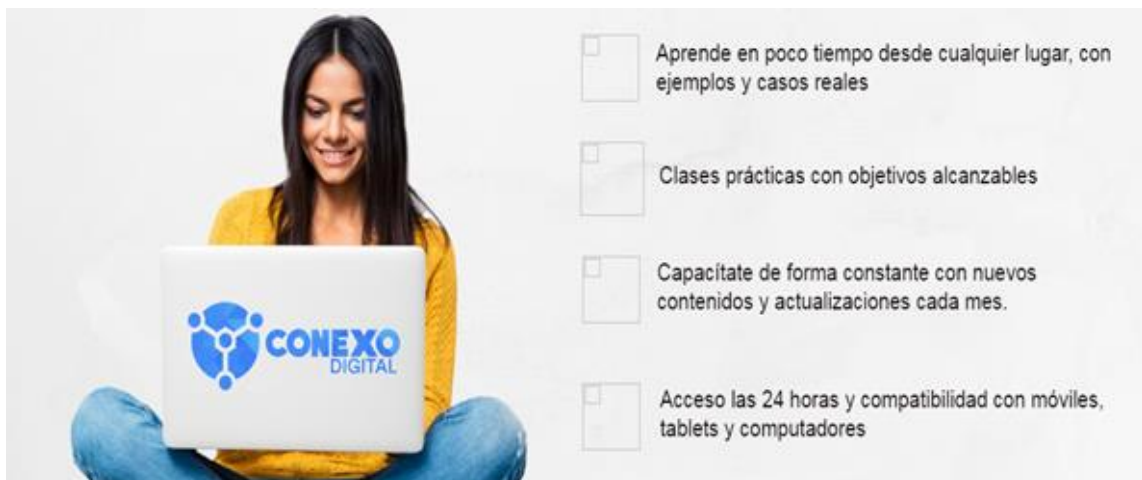 CONEXO
DIGITAL
Aprende en poco tiempo desde cualquier lugar, con
ejemplos y casos reales
Clases prácticas con objetivos alcanzables
Capacítate de forma constante con nuevos
contenidos y actualizaciones cada mes.
Acceso las 24 horas y compatibilidad con móviles,
tablets y computadores